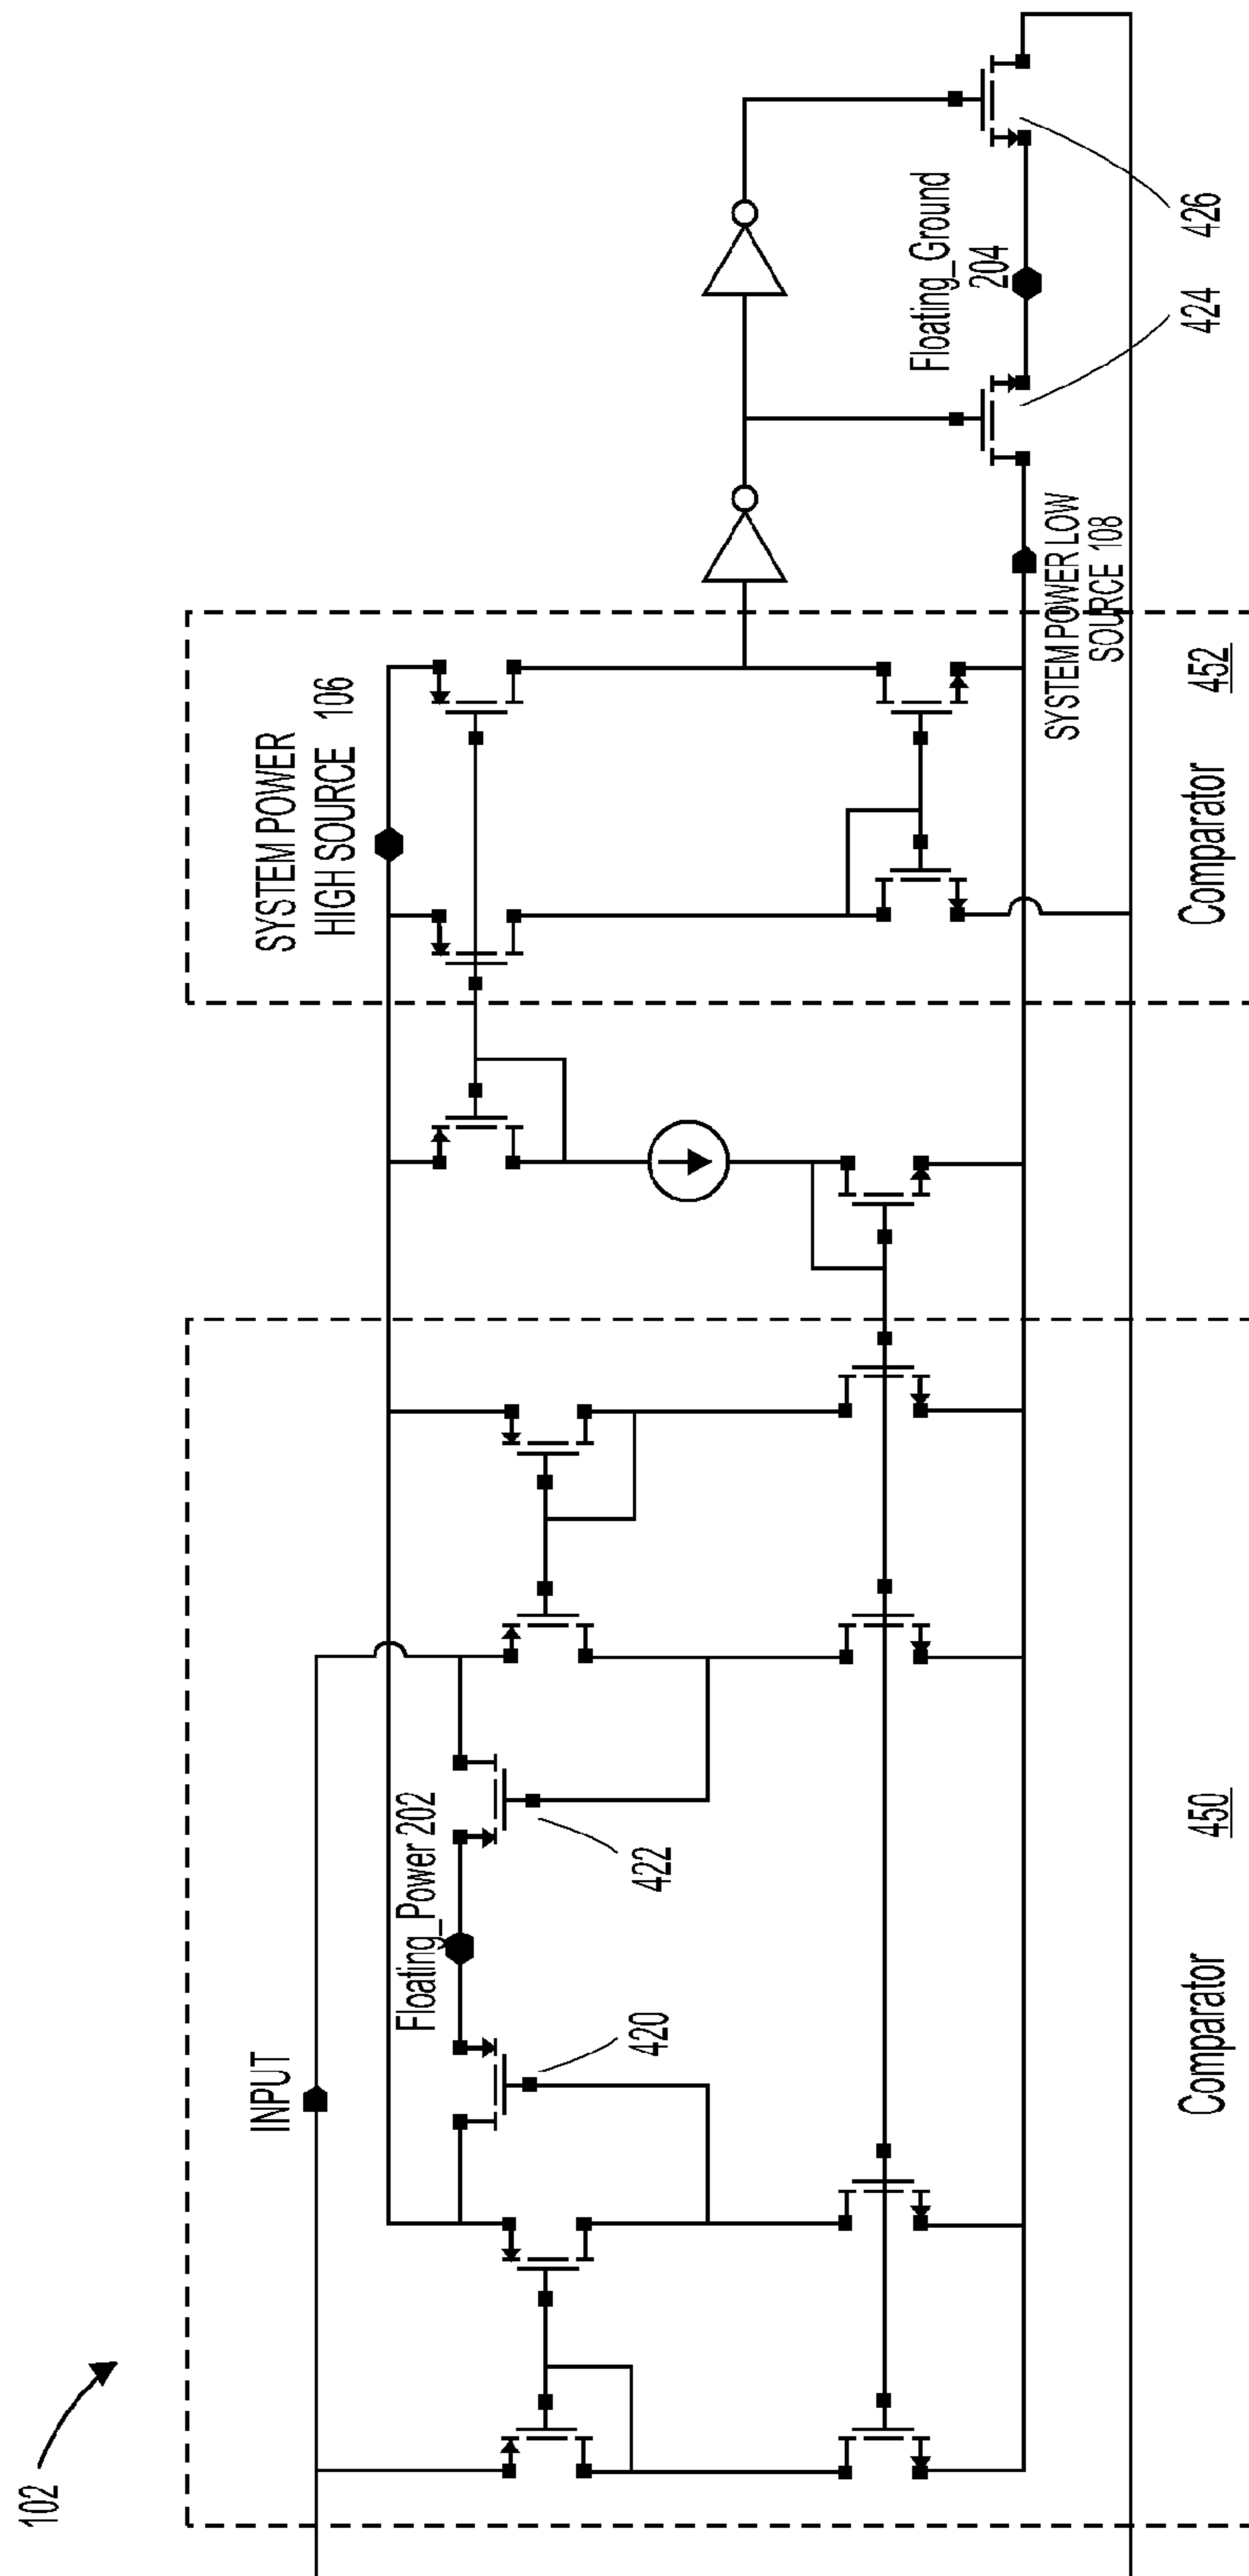 102
INPUT
Floating_Power 202
420
422
SYSTEM POWER
HIGH SOURCE 106
Floating_Ground
204
424
426
SYSTEM POWER LOW
SOURCE 108
Comparator 450
Comparator 452